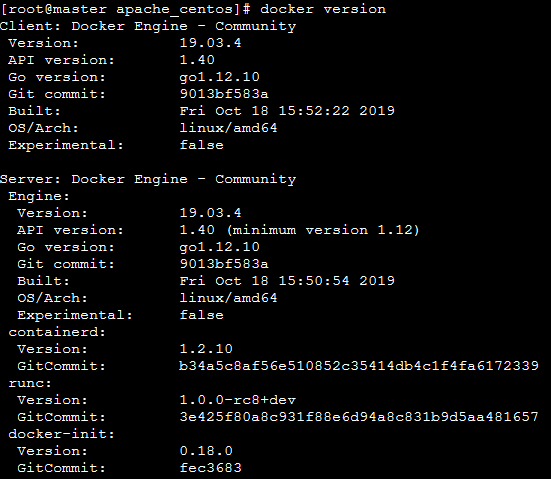 [root@master apache_centos]# docker version
Client: Docker Engine - Community
 Version:           19.03.4
 API version:       1.40
 Go version:        go1.12.10
 Git commit:        9013bf583a
 Built:             Fri Oct 18 15:52:22 2019
 OS/Arch:           linux/amd64
 Experimental:      false

Server: Docker Engine - Community
 Engine:
  Version:          19.03.4
  API version:      1.40 (minimum version 1.12)
  Go version:       go1.12.10
  Git commit:       9013bf583a
  Built:            Fri Oct 18 15:50:54 2019
  OS/Arch:          linux/amd64
  Experimental:     false
 containerd:
  Version:          1.2.10
  GitCommit:        b34a5c8af56e510852c35414db4c1f4fa6172339
 runc:
  Version:          1.0.0-rc8+dev
  GitCommit:        3e425f80a8c931f88e6d94a8c831b9d5aa481657
 docker-init:
  Version:          0.18.0
  GitCommit:        fec3683